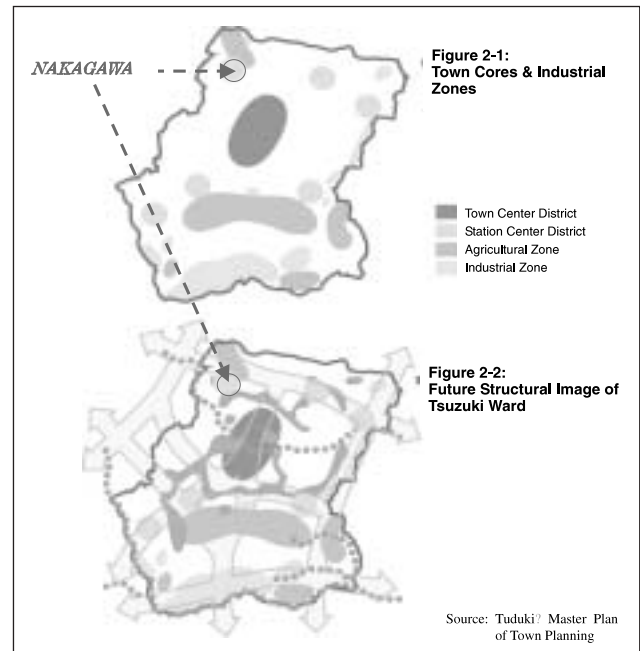 NAKAGAWA
Figure 2-1:
Town Cores & Industrial
Zones
Town Center District
Station Center District
Agricultural Zone
Industrial Zone
Figure 2-2:
Future Structural Image of
Tsuzuki Ward
Source: Tuduki? Master Plan
of Town Planning